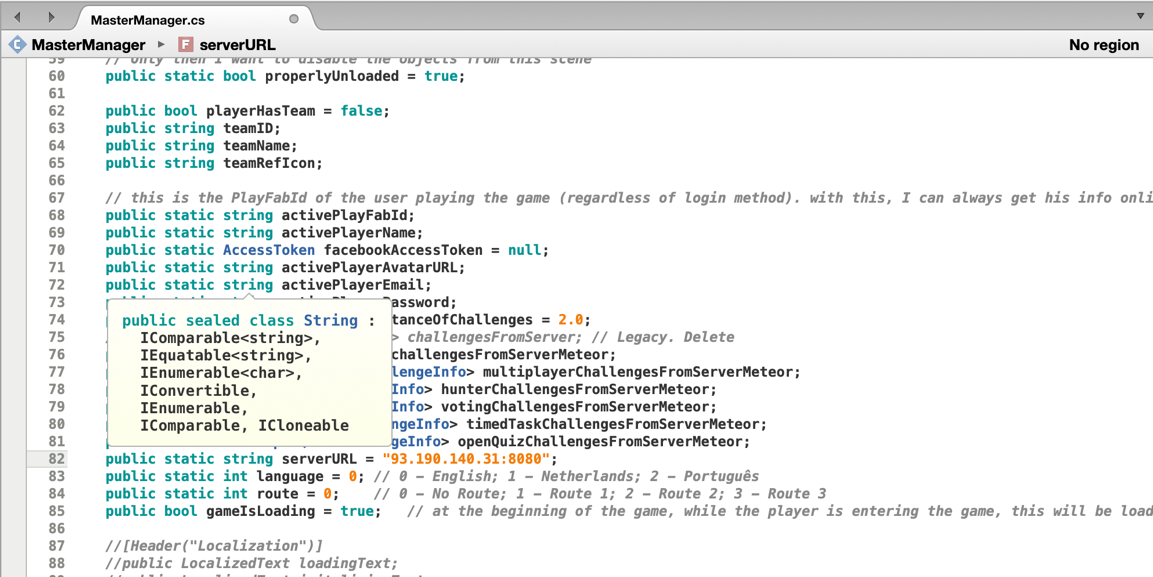 MasterManager.cs
MasterManager
F serverURL
No region
59 // Only then I want to disable the objects from this scene
60 public static bool properlyUnloaded = true;
61
62 public bool playerHasTeam = false;
63 public string teamID;
64 public string teamName;
65 public string teamRefIcon;
66
67 // this is the PlayFabId of the user playing the game (regardless of login method). with this, I can always get his info onli
68 public static string activePlayFabId;
69 public static string activePlayerName;
70 public static AccessToken facebookAccessToken = null;
71 public static string activePlayerAvatarURL;
72 public static string activePlayerEmail;
73 assword;
74 tanceOfChallenges = 2.0;
75 > challengesFromServer; // Legacy. Delete
76 challengesFromServerMeteor;
77 lengeInfo> multiplayerChallengesFromServerMeteor;
78 Info> hunterChallengesFromServerMeteor;
79 Info> votingChallengesFromServerMeteor;
80 ngeInfo> timedTaskChallengesFromServerMeteor;
81 geInfo> openQuizChallengesFromServerMeteor;
public sealed class String :
IComparable<string>,
IEquatable<string>,
IEnumerable<char>,
IConvertible,
IEnumerable,
IComparable, ICloneable
82 public static string serverURL = "93.190.140.31:8080";
83 public static int language = 0; // 0 - English; 1 - Netherlands; 2 - Português
84 public static int route = 0; // 0 - No Route; 1 - Route 1; 2 - Route 2; 3 - Route 3
85 public bool gameIsLoading = true; // at the beginning of the game, while the player is entering the game, this will be load
86
87 //[Header("Localization")]
88 //public LocalizedText loadingText;